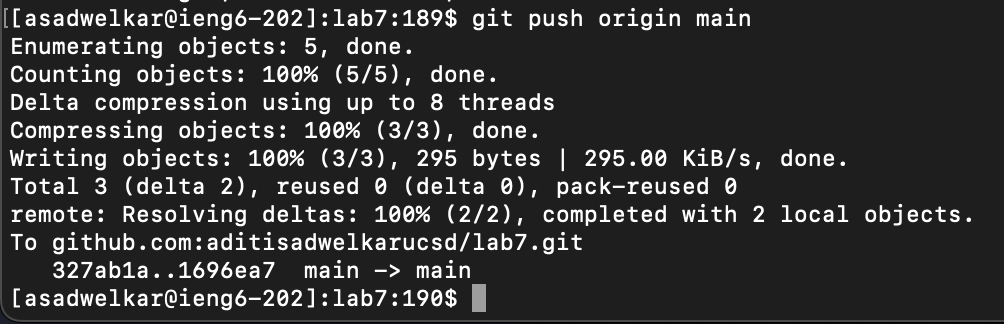 [[asadwelkar@ieng6-202]:lab7:189$ git push origin main
Enumerating objects: 5, done.
Counting objects: 100% (5/5), done.
Delta compression using up to 8 threads
Compressing objects: 100% (3/3), done.
Writing objects: 100% (3/3), 295 bytes | 295.00 KiB/s, done.
Total 3 (delta 2), reused 0 (delta 0), pack-reused 0
remote: Resolving deltas: 100% (2/2), completed with 2 local objects.
To github.com:aditisadwelkarucsd/lab7.git
   327ab1a..1696ea7  main -> main
[asadwelkar@ieng6-202]:lab7:190$